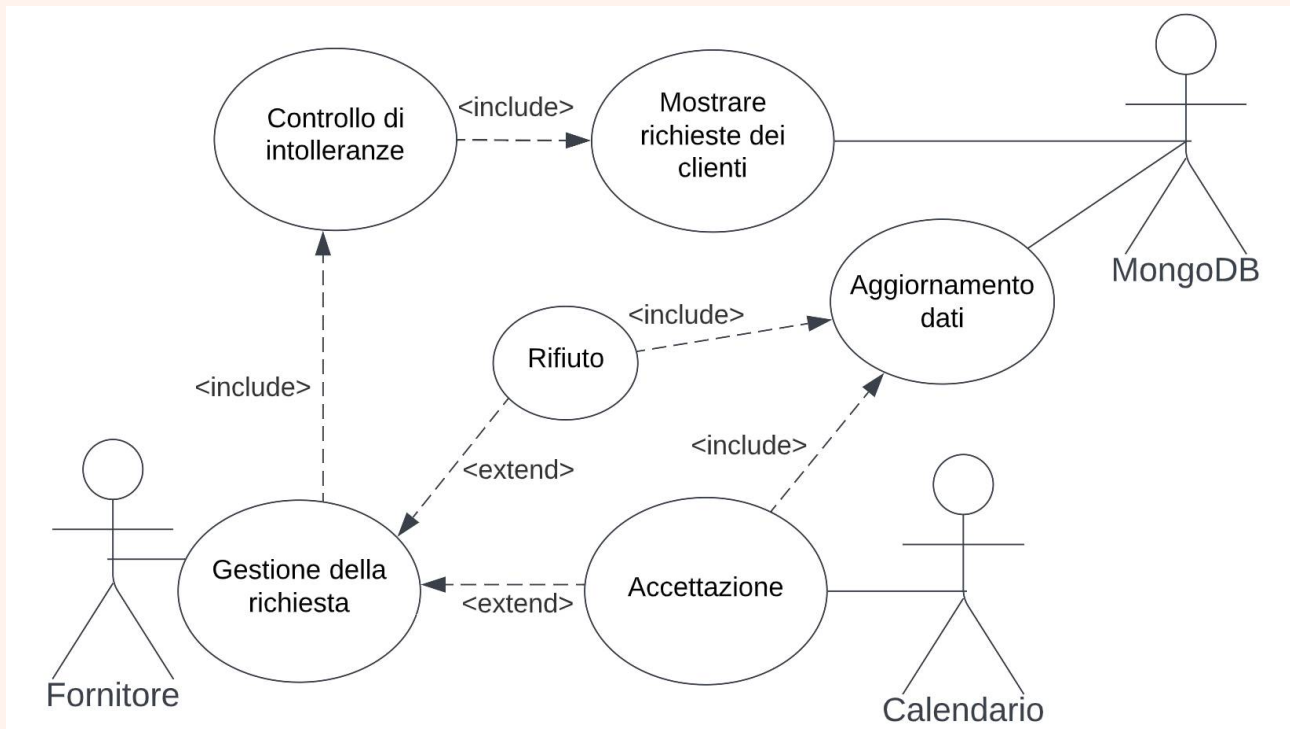 Controllo di
intolleranze
<include>
Mostrare
richieste dei
clienti
MongoDB
Aggiornamento
dati
<include>
Rifiuto
<include>
<include>
<extend>
Gestione della
richiesta
<extend>
Accettazione
Fornitore
Calendario